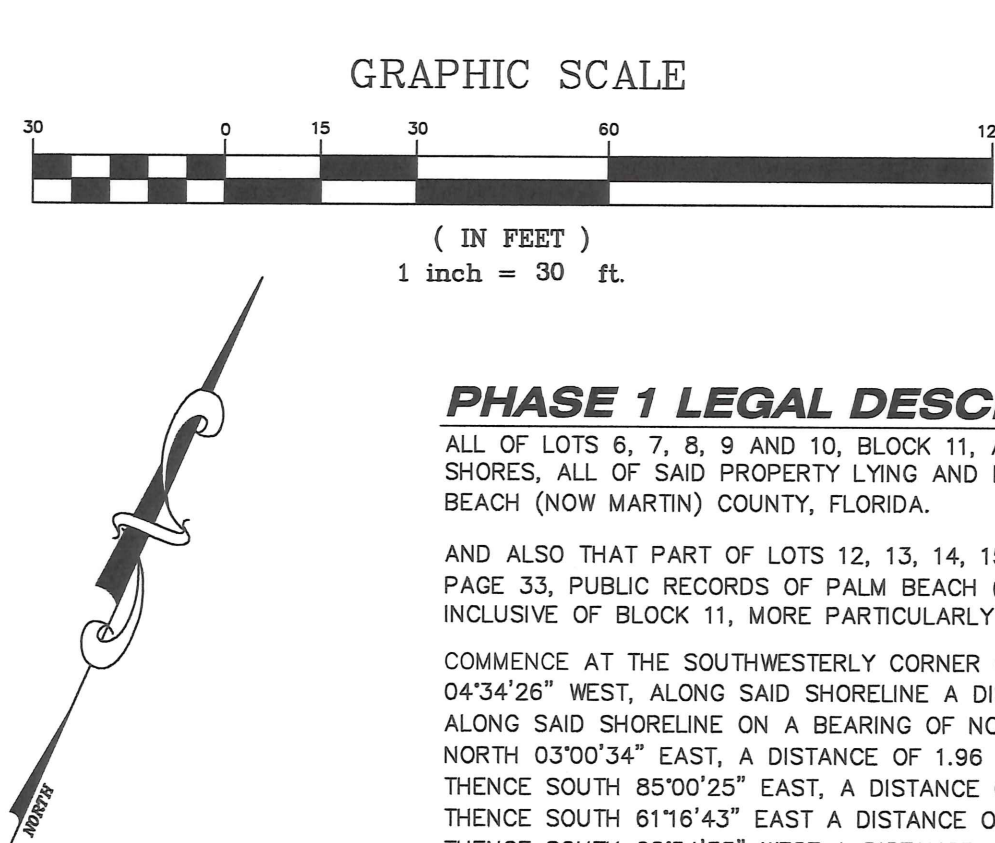 GRAPHIC SCALE
30 0 15 30 60 12
( IN FEET )
1 inch = 30 ft.
PHASE 1 LEGAL DESC
ALL OF LOTS 6, 7, 8, 9 AND 10, BLOCK 11,
SHORES, ALL OF SAID PROPERTY LYING AND
BEACH (NOW MARTIN) COUNTY, FLORIDA.
AND ALSO THAT PART OF LOTS 12, 13, 14, 15
PAGE 33, PUBLIC RECORDS OF PALM BEACH (
INCLUSIVE OF BLOCK 11, MORE PARTICULARLY
COMMENCE AT THE SOUTHWESTERLY CORNER
04°34'26" WEST, ALONG SAID SHORELINE A DI
ALONG SAID SHORELINE ON A BEARING OF NO
NORTH 03°00'34" EAST, A DISTANCE OF 1.96
THENCE SOUTH 85°00'25" EAST, A DISTANCE
THENCE SOUTH 61°16'43" EAST A DISTANCE O
NORTH